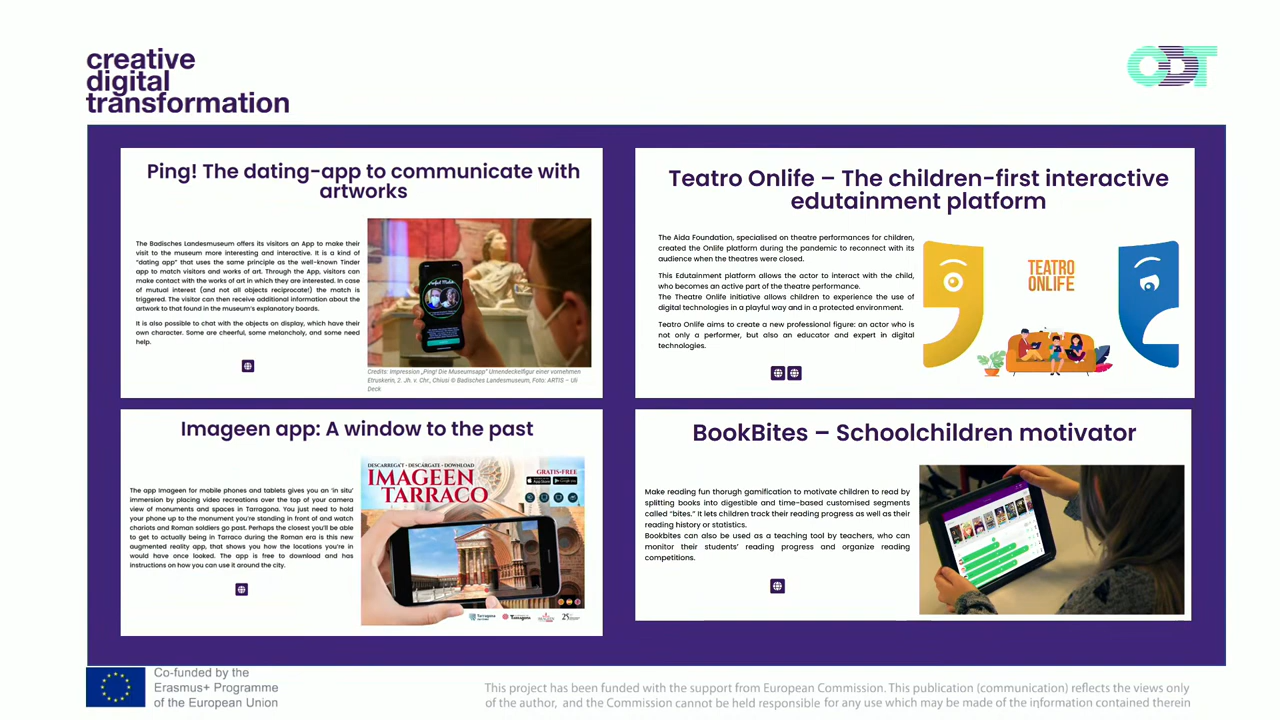 creative
digital
transformation
CDT
Ping! The dating-app to communicate with
artworks
The Badisches Landesmuseum offers its visitors an App to make their
visit to the museum more interesting and interactive. It is a kind of
"dating app" that uses the same principle as the well-known Tinder
app to match visitors and works of art. Through the App, visitors can
make contact with the works of art in which they are interested. In case
of mutual interest (and not all objects reciprocate!) the match is
triggered. The visitor can then receive additional information about the
artwork to that found in the museum's explanatory boards.
It is also possible to chat with the objects on display, which have their
own character. Some are cheerful, some melancholy, and some need
help.
Credits: Impression „Ping! Die Museumsapp" Urnendeckelfigur einer vornehmen
Etruskerin, 2. Jh. v. Chr., Chiusi © Badisches Landesmuseum, Foto: ARTIS – Uli
Deck
Teatro Onlife – The children-first interactive
edutainment platform
The Aida Foundation, specialised on theatre performances for children,
created the Onlife platform during the pandemic to reconnect with its
audience when the theatres were closed.
This Edutainment platform allows the actor to interact with the child,
who becomes an active part of the theatre performance.
The Theatre Onlife initiative allows children to experience the use of
digital technologies in a playful way and in a protected environment.
Teatro Onlife aims to create a new professional figure: an actor who is
not only a performer, but also an educator and expert in digital
technologies.
TEATRO
ONLIFE
Imageen app: A window to the past
The app Imageen for mobile phones and tablets gives you an 'in situ'
immersion by placing video recreations over the top of your camera
view of monuments and spaces in Tarragona. You just need to hold
your phone up to the monument you're standing in front of and watch
chariots and Roman soldiers go past. Perhaps the closest you'll be able
to get to actually being in Tarraco during the Roman era is this new
augmented reality app, that shows you how the locations you're in
would have once looked. The app is free to download and has
instructions on how you can use it around the city.
DESCARREGA'T - DESCÁRGATE - DOWNLOAD
IMAGEEN
TARRACO
GRATIS-FREE
BookBites – Schoolchildren motivator
Make reading fun thorugh gamification to motivate children to read by
splitting books into digestible and time-based customised segments
called "bites." It lets children track their reading progress as well as their
reading history or statistics.
Bookbites can also be used as a teaching tool by teachers, who can
monitor their students' reading progress and organize reading
competitions.
Co-funded by the
Erasmus+ Programme
of the European Union
This project has been funded with the support from European Commission. This publication (communication) reflects the views only
of the author, and the Commission cannot be held responsible for any use which may be made of the information contained therein